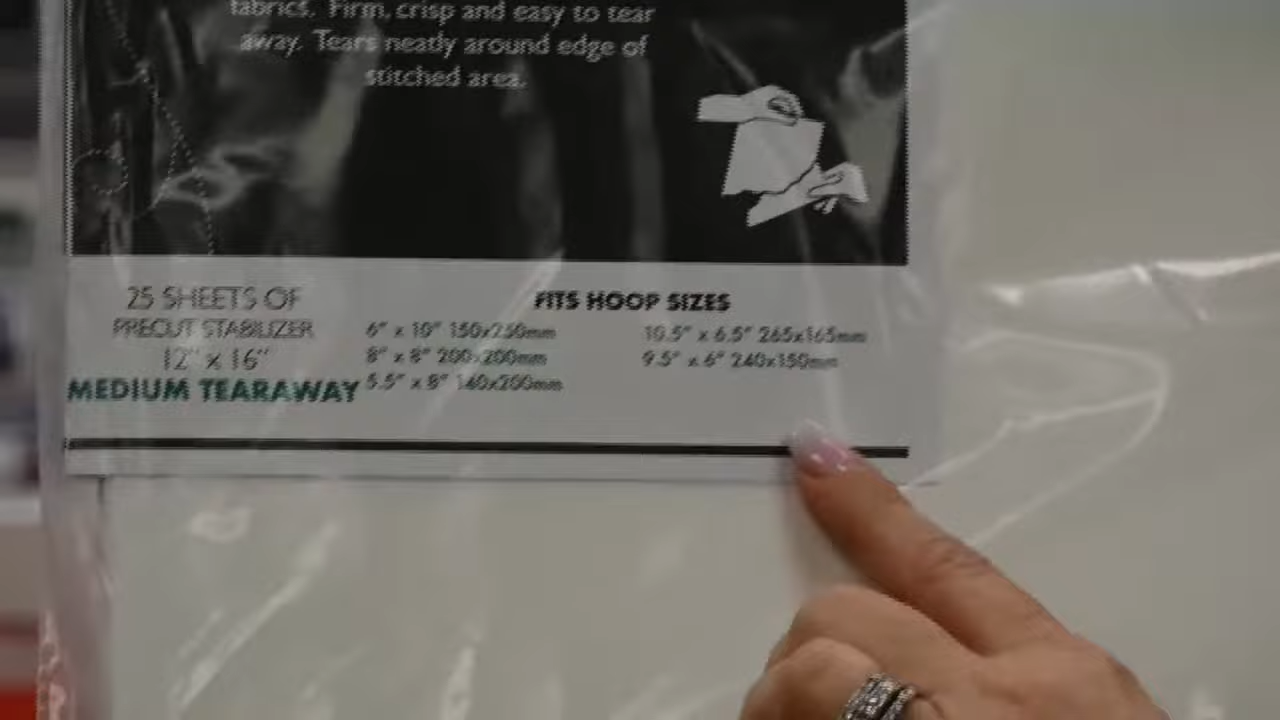 fabrics. Firm, crisp and easy to tear
away. Tears neatly around edge of
stitched area.
25 SHEETS OF
PRECUT STABILIZER
12" x 16"
MEDIUM TEARAWAY
FITS HOOP SIZES
6" x 10" 150x250mm
8" x 8" 200x200mm
5.5" x 8" 140x200mm
10.5" x 6.5" 265x165mm
9.5" x 6" 240x150mm